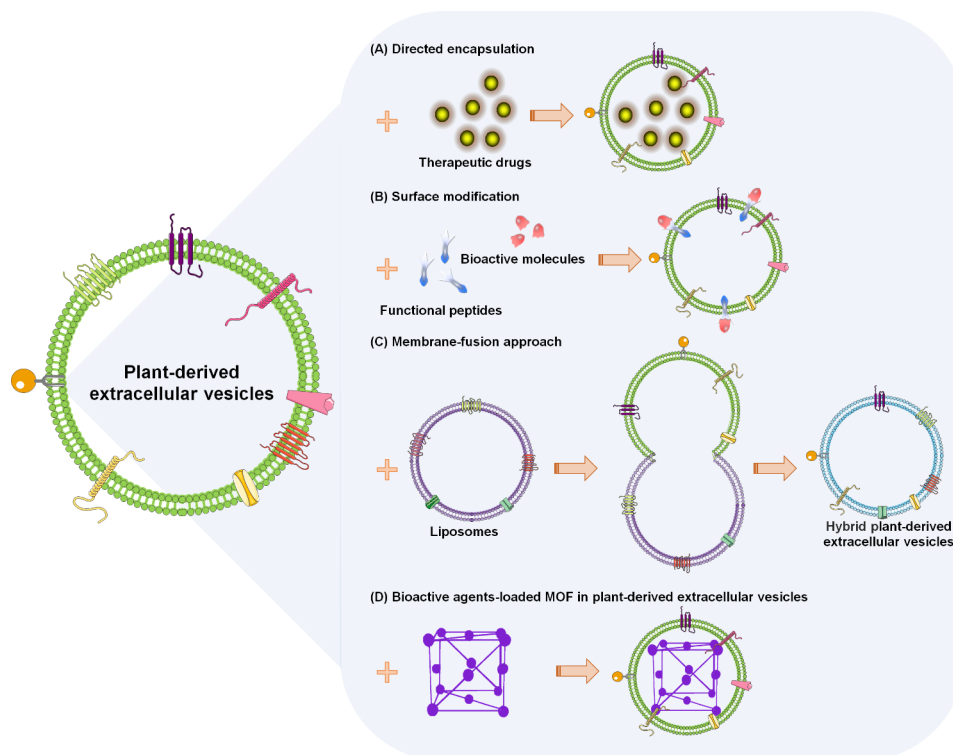 Plant-derived
extracellular vesicles
(A) Directed encapsulation
Therapeutic drugs
(B) Surface modification
Bioactive molecules
Functional peptides
(C) Membrane-fusion approach
Liposomes
Hybrid plant-derived
extracellular vesicles
(D) Bioactive agents-loaded MOF in plant-derived extracellular vesicles